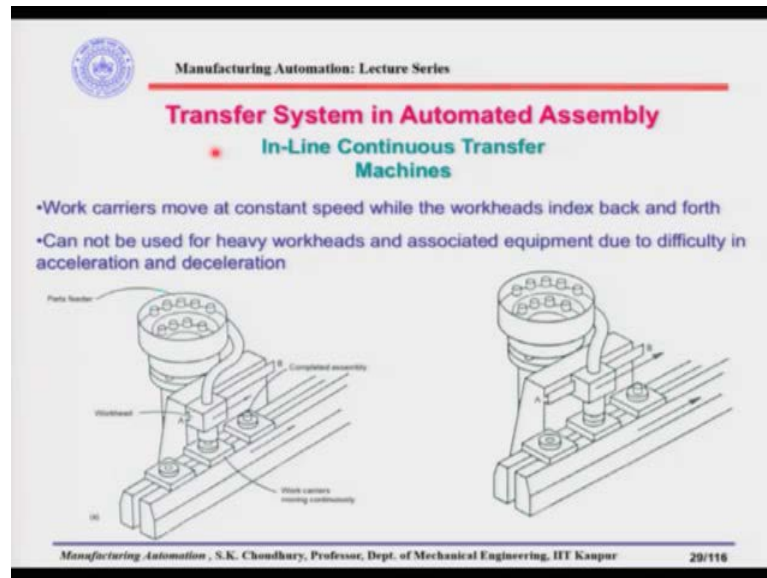 Manufacturing Automation: Lecture Series
Transfer System in Automated Assembly
In-Line Continuous Transfer
Machines
•Work carriers move at constant speed while the workheads index back and forth
•Can not be used for heavy workheads and associated equipment due to difficulty in
acceleration and deceleration
Parts feeder
B
Completed assembly
Workhead
A
Work carriers
moving continuously
(a)
B
A
Manufacturing Automation , S.K. Choudhury, Professor, Dept. of Mechanical Engineering, IIT Kanpur
29/116